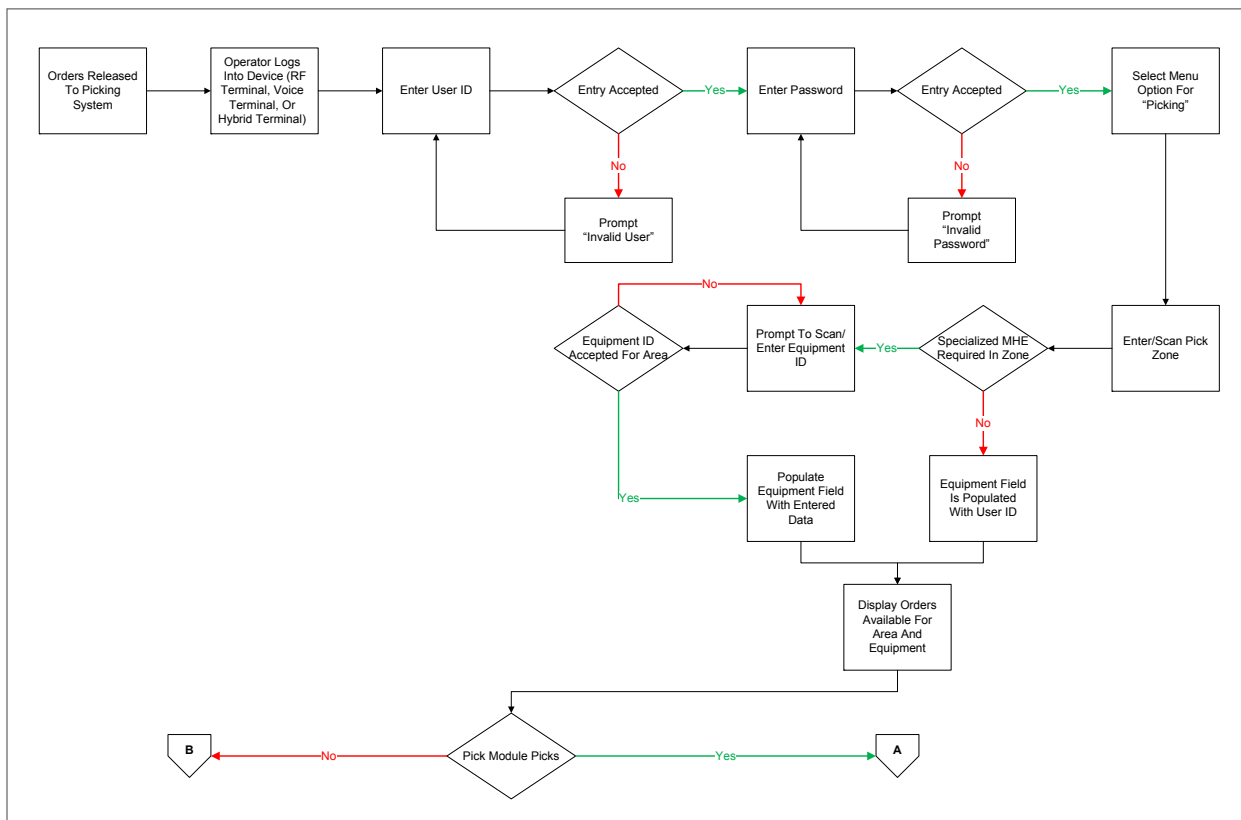 Orders Released
To Picking
System
Operator Logs
Into Device (RF
Terminal, Voice
Terminal, Or
Hybrid Terminal)
Enter User ID
Entry Accepted
Yes
Enter Password
Entry Accepted
Yes
Select Menu
Option For
“Picking”
No
No
Prompt
“Invalid User”
Prompt
“Invalid
Password”
No
Equipment ID
Accepted For Area
Prompt To Scan/
Enter Equipment
ID
Yes
Specialized MHE
Required In Zone
Enter/Scan Pick
Zone
No
Yes
Populate
Equipment Field
With Entered
Data
Equipment Field
Is Populated
With User ID
Display Orders
Available For
Area And
Equipment
B
No
Pick Module Picks
Yes
A